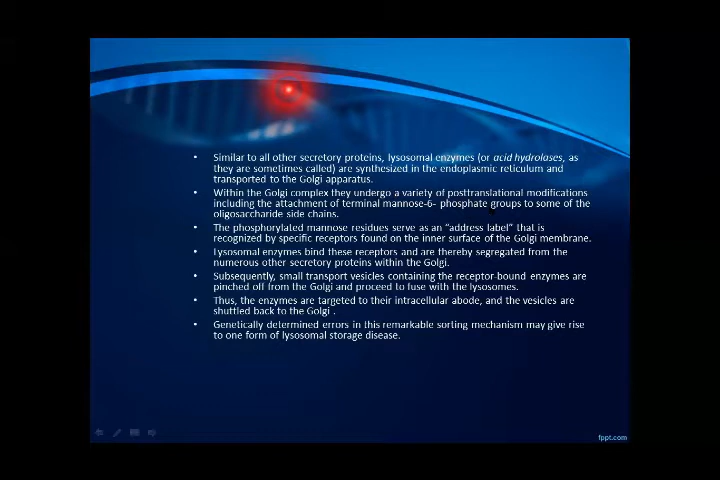 • Similar to all other secretory proteins, lysosomal enzymes (or acid hydrolases, as
they are sometimes called) are synthesized in the endoplasmic reticulum and
transported to the Golgi apparatus.
• Within the Golgi complex they undergo a variety of posttranslational modifications
including the attachment of terminal mannose-6- phosphate groups to some of the
oligosaccharide side chains.
• The phosphorylated mannose residues serve as an “address label” that is
recognized by specific receptors found on the inner surface of the Golgi membrane.
• Lysosomal enzymes bind these receptors and are thereby segregated from the
numerous other secretory proteins within the Golgi.
• Subsequently, small transport vesicles containing the receptor-bound enzymes are
pinched off from the Golgi and proceed to fuse with the lysosomes.
• Thus, the enzymes are targeted to their intracellular abode, and the vesicles are
shuttled back to the Golgi .
• Genetically determined errors in this remarkable sorting mechanism may give rise
to one form of lysosomal storage disease.
fppt.com